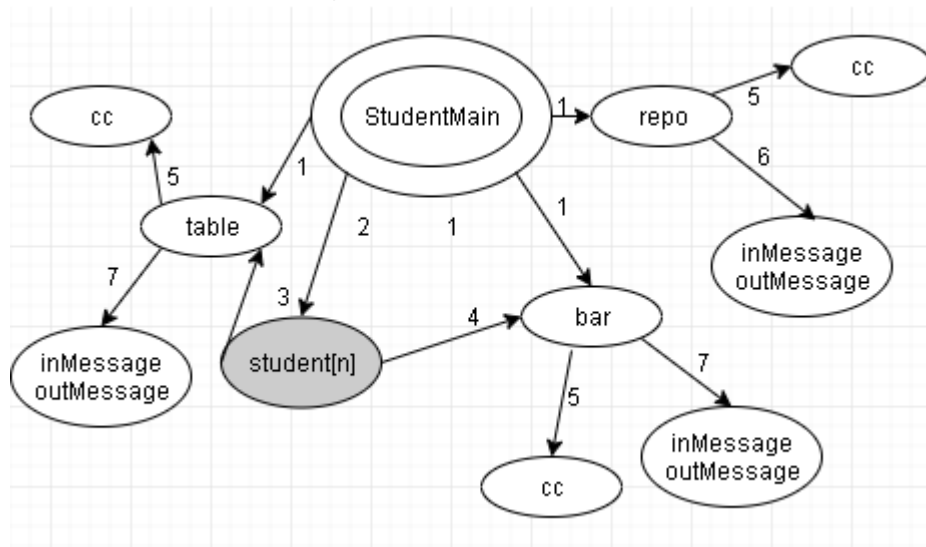 cc
StudentMain
1
repo
5
cc
5
1
6
table
2
1
1
7
3
4
bar
inMessage
outMessage
inMessage
outMessage
student[n]
7
5
inMessage
outMessage
cc